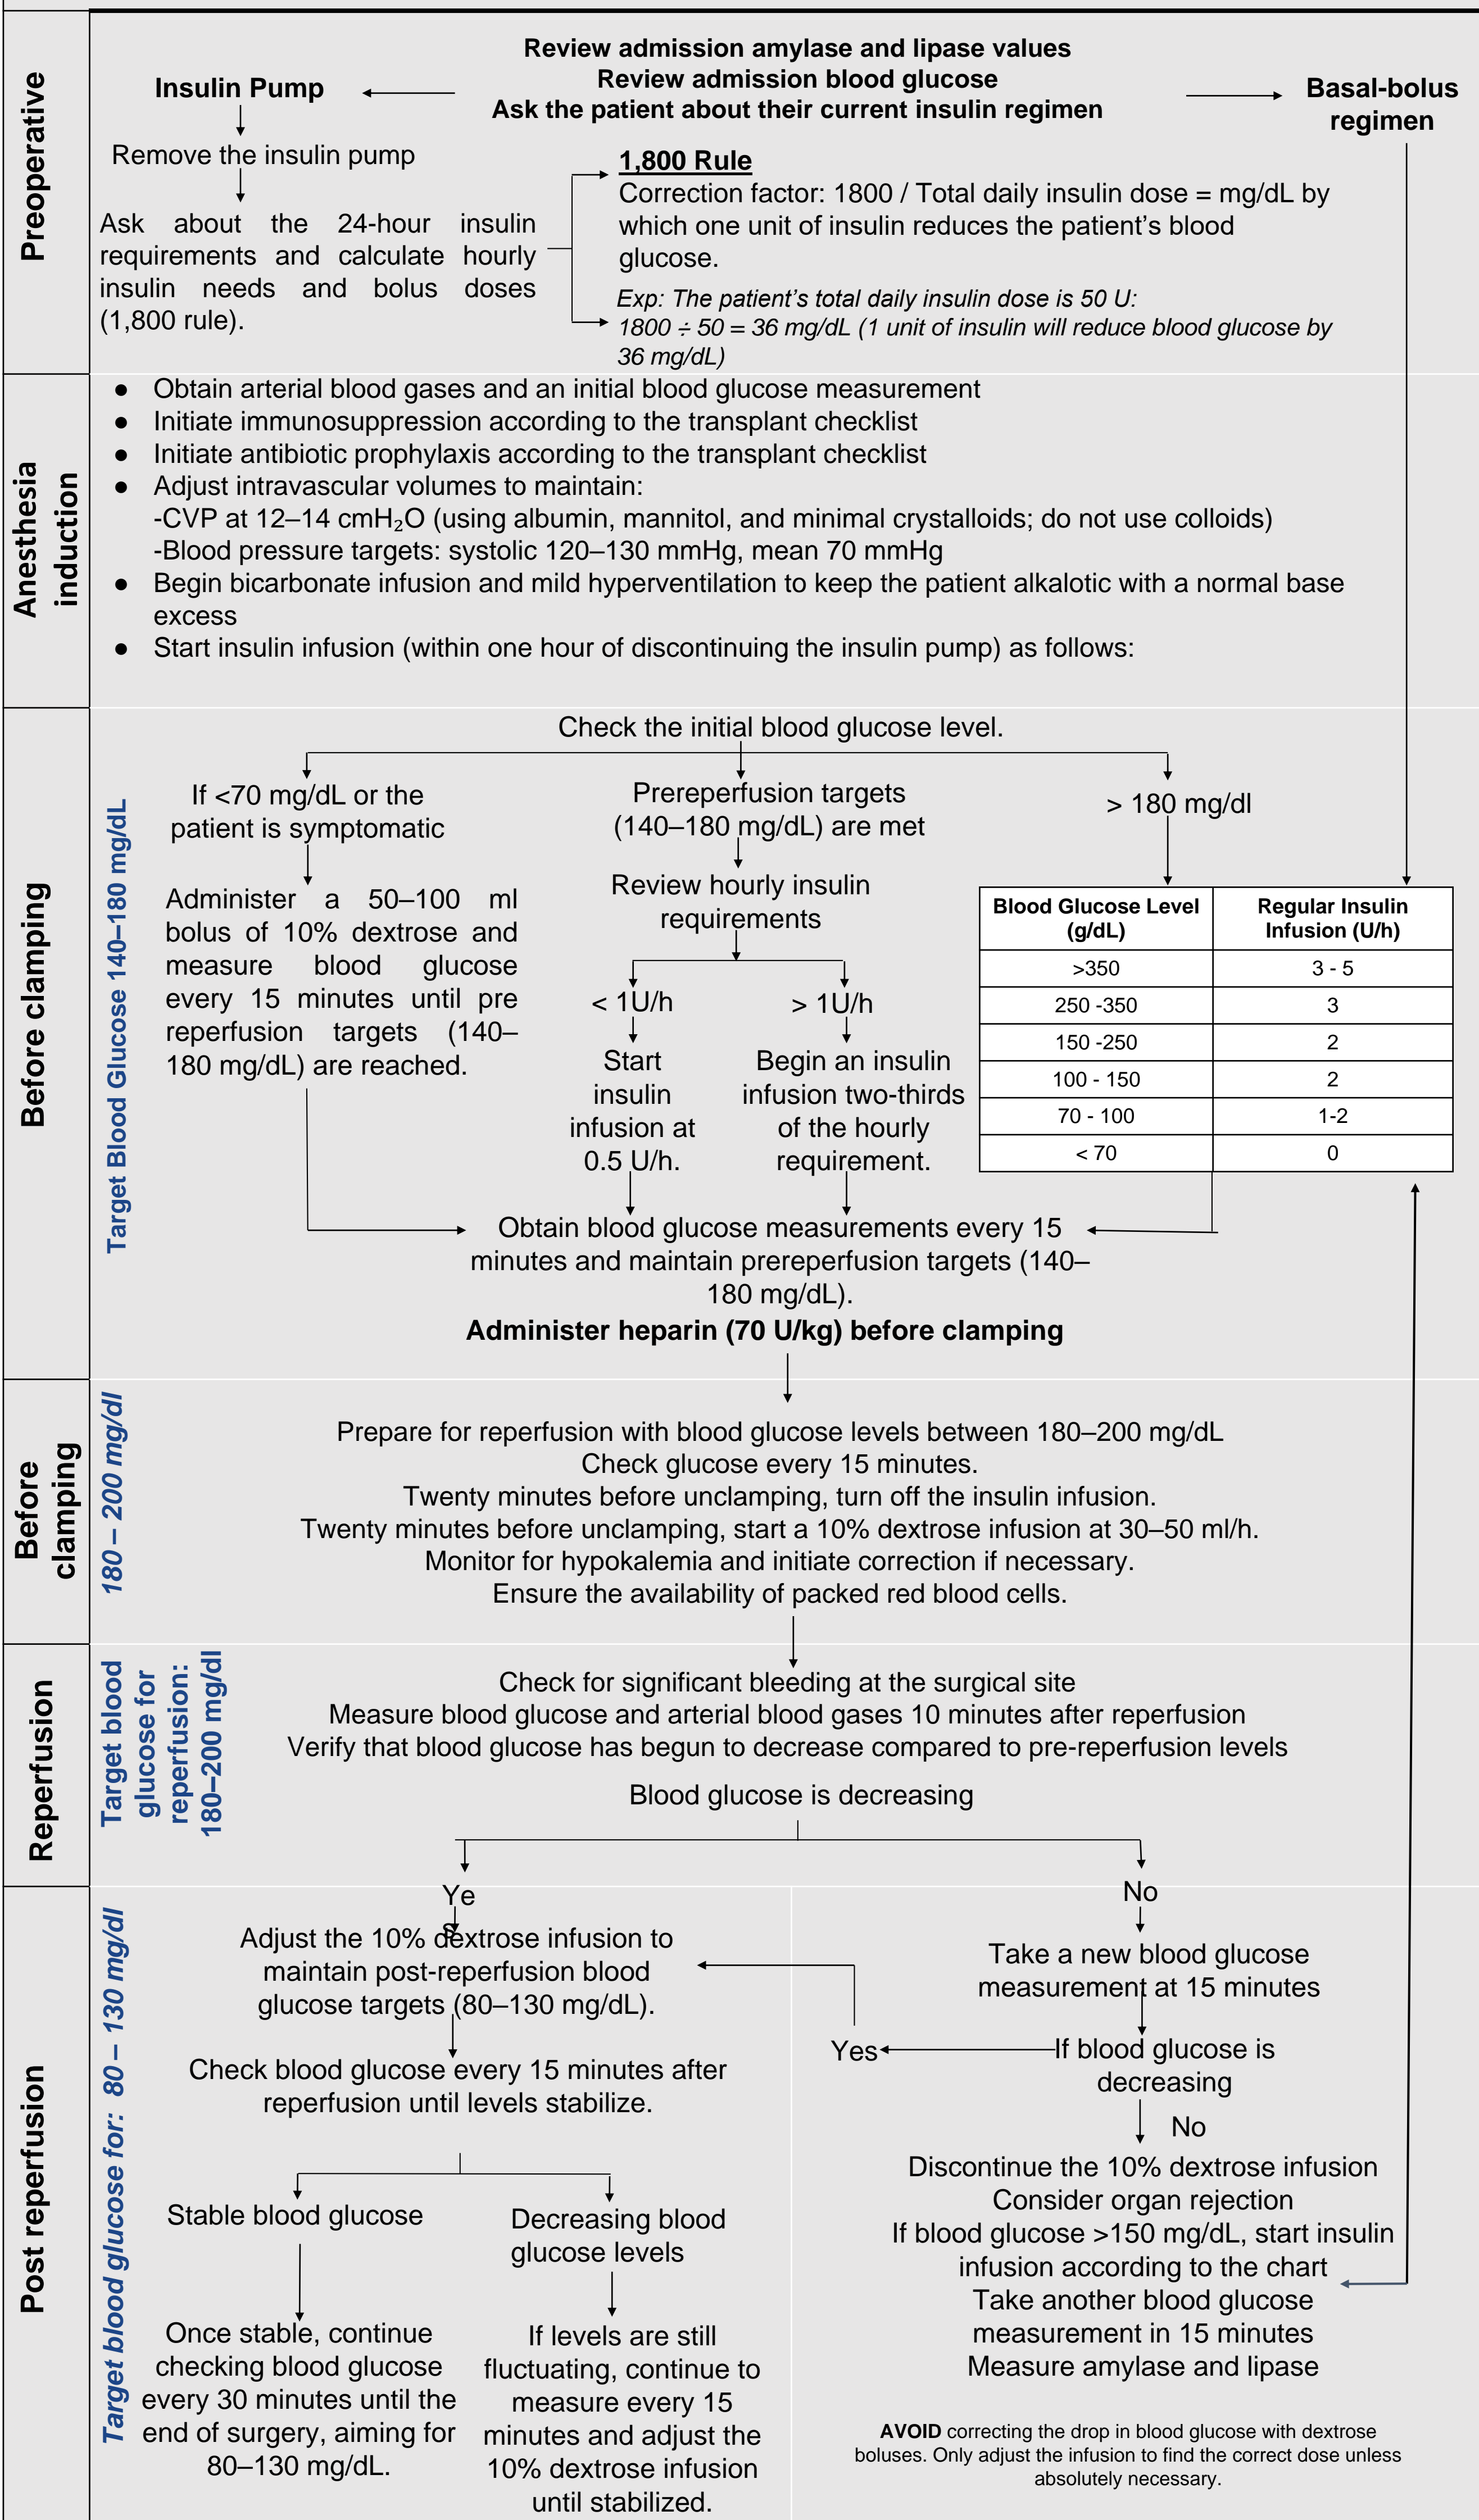 Preoperative
Review admission amylase and lipase values
Review admission blood glucose
Ask the patient about their current insulin regimen
Insulin Pump
Basal-bolus
regimen
Remove the insulin pump
Ask about the 24-hour insulin
requirements and calculate hourly
insulin needs and bolus doses
(1,800 rule).
1,800 Rule
Correction factor: 1800 / Total daily insulin dose = mg/dL by
which one unit of insulin reduces the patient's blood
glucose.
Exp: The patient's total daily insulin dose is 50 U:
1800 ÷ 50 = 36 mg/dL (1 unit of insulin will reduce blood glucose by
36 mg/dL)
Anesthesia
induction
● Obtain arterial blood gases and an initial blood glucose measurement
● Initiate immunosuppression according to the transplant checklist
● Initiate antibiotic prophylaxis according to the transplant checklist
● Adjust intravascular volumes to maintain:
-CVP at 12–14 cmH₂O (using albumin, mannitol, and minimal crystalloids; do not use colloids)
-Blood pressure targets: systolic 120–130 mmHg, mean 70 mmHg
● Begin bicarbonate infusion and mild hyperventilation to keep the patient alkalotic with a normal base
excess
● Start insulin infusion (within one hour of discontinuing the insulin pump) as follows:
Before clamping
Target Blood Glucose 140–180 mg/dL
Check the initial blood glucose level.
If <70 mg/dL or the
patient is symptomatic
Administer a 50–100 ml
bolus of 10% dextrose and
measure blood glucose
every 15 minutes until pre
reperfusion targets (140–
180 mg/dL) are reached.
Prereperfusion targets
(140–180 mg/dL) are met
Review hourly insulin
requirements
< 1U/h
Start
insulin
infusion at
0.5 U/h.
> 1U/h
Begin an insulin
infusion two-thirds
of the hourly
requirement.
> 180 mg/dl
Blood Glucose Level Regular Insulin
(g/dL) Infusion (U/h)
>350 3 - 5
250 -350 3
150 -250 2
100 - 150 2
70 - 100 1-2
< 70 0
Obtain blood glucose measurements every 15
minutes and maintain prereperfusion targets (140–
180 mg/dL).
Administer heparin (70 U/kg) before clamping
Before
clamping
180 – 200 mg/dl
Prepare for reperfusion with blood glucose levels between 180–200 mg/dL
Check glucose every 15 minutes.
Twenty minutes before unclamping, turn off the insulin infusion.
Twenty minutes before unclamping, start a 10% dextrose infusion at 30–50 ml/h.
Monitor for hypokalemia and initiate correction if necessary.
Ensure the availability of packed red blood cells.
Reperfusion
Target blood
glucose for
reperfusion:
180–200 mg/dl
Check for significant bleeding at the surgical site
Measure blood glucose and arterial blood gases 10 minutes after reperfusion
Verify that blood glucose has begun to decrease compared to pre-reperfusion levels
Blood glucose is decreasing
Post reperfusion
Target blood glucose for: 80 – 130 mg/dl
Ye
s
Adjust the 10% dextrose infusion to
maintain post-reperfusion blood
glucose targets (80–130 mg/dL).
Check blood glucose every 15 minutes after
reperfusion until levels stabilize.
Stable blood glucose
Once stable, continue
checking blood glucose
every 30 minutes until the
end of surgery, aiming for
80–130 mg/dL.
Decreasing blood
glucose levels
If levels are still
fluctuating, continue to
measure every 15
minutes and adjust the
10% dextrose infusion
until stabilized.
No
Take a new blood glucose
measurement at 15 minutes
If blood glucose is
decreasing
Yes
No
Discontinue the 10% dextrose infusion
Consider organ rejection
If blood glucose >150 mg/dL, start insulin
infusion according to the chart
Take another blood glucose
measurement in 15 minutes
Measure amylase and lipase
AVOID correcting the drop in blood glucose with dextrose
boluses. Only adjust the infusion to find the correct dose unless
absolutely necessary.